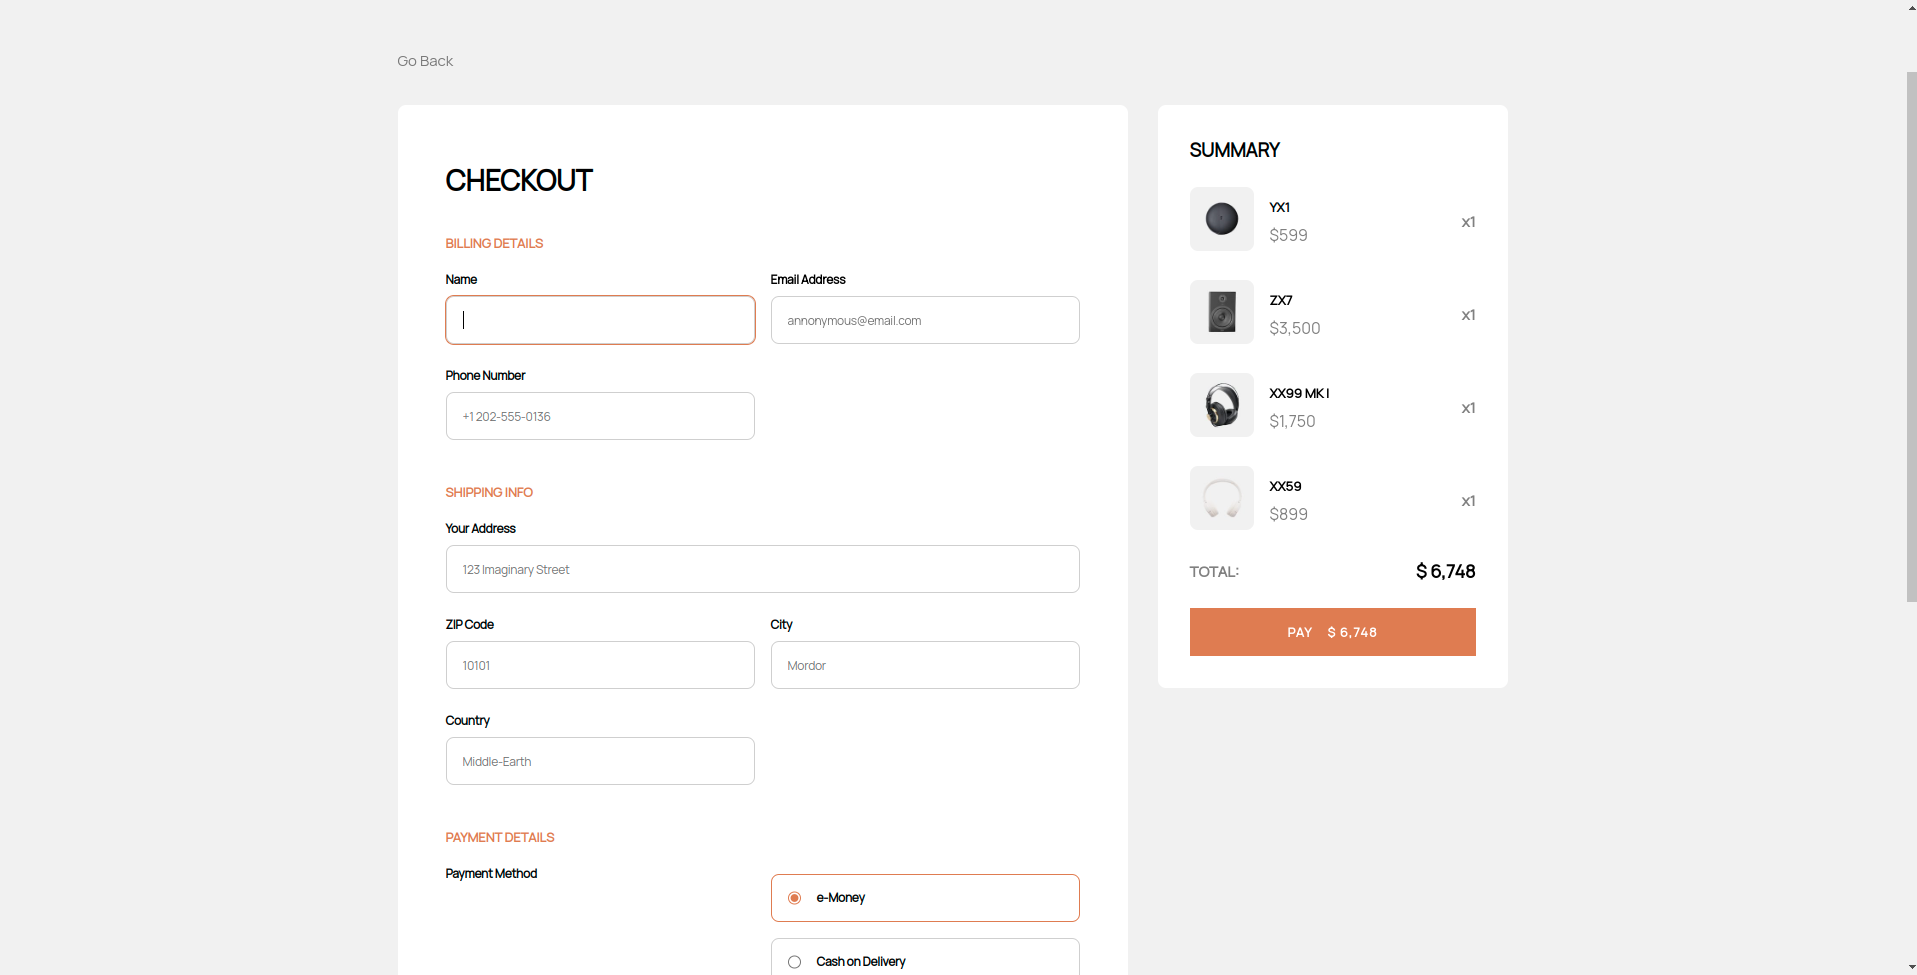 Go Back
CHECKOUT
BILLING DETAILS
Name
Email Address
annonymous@email.com
Phone Number
+1 202-555-0136
SHIPPING INFO
Your Address
123 Imaginary Street
ZIP Code
City
10101
Mordor
Country
Middle-Earth
PAYMENT DETAILS
Payment Method
e-Money
Cash on Delivery
SUMMARY
YX1
$599
x1
ZX7
$3,500
x1
XX99 MK I
$1,750
x1
XX59
$899
x1
TOTAL:
$ 6,748
PAY $ 6,748